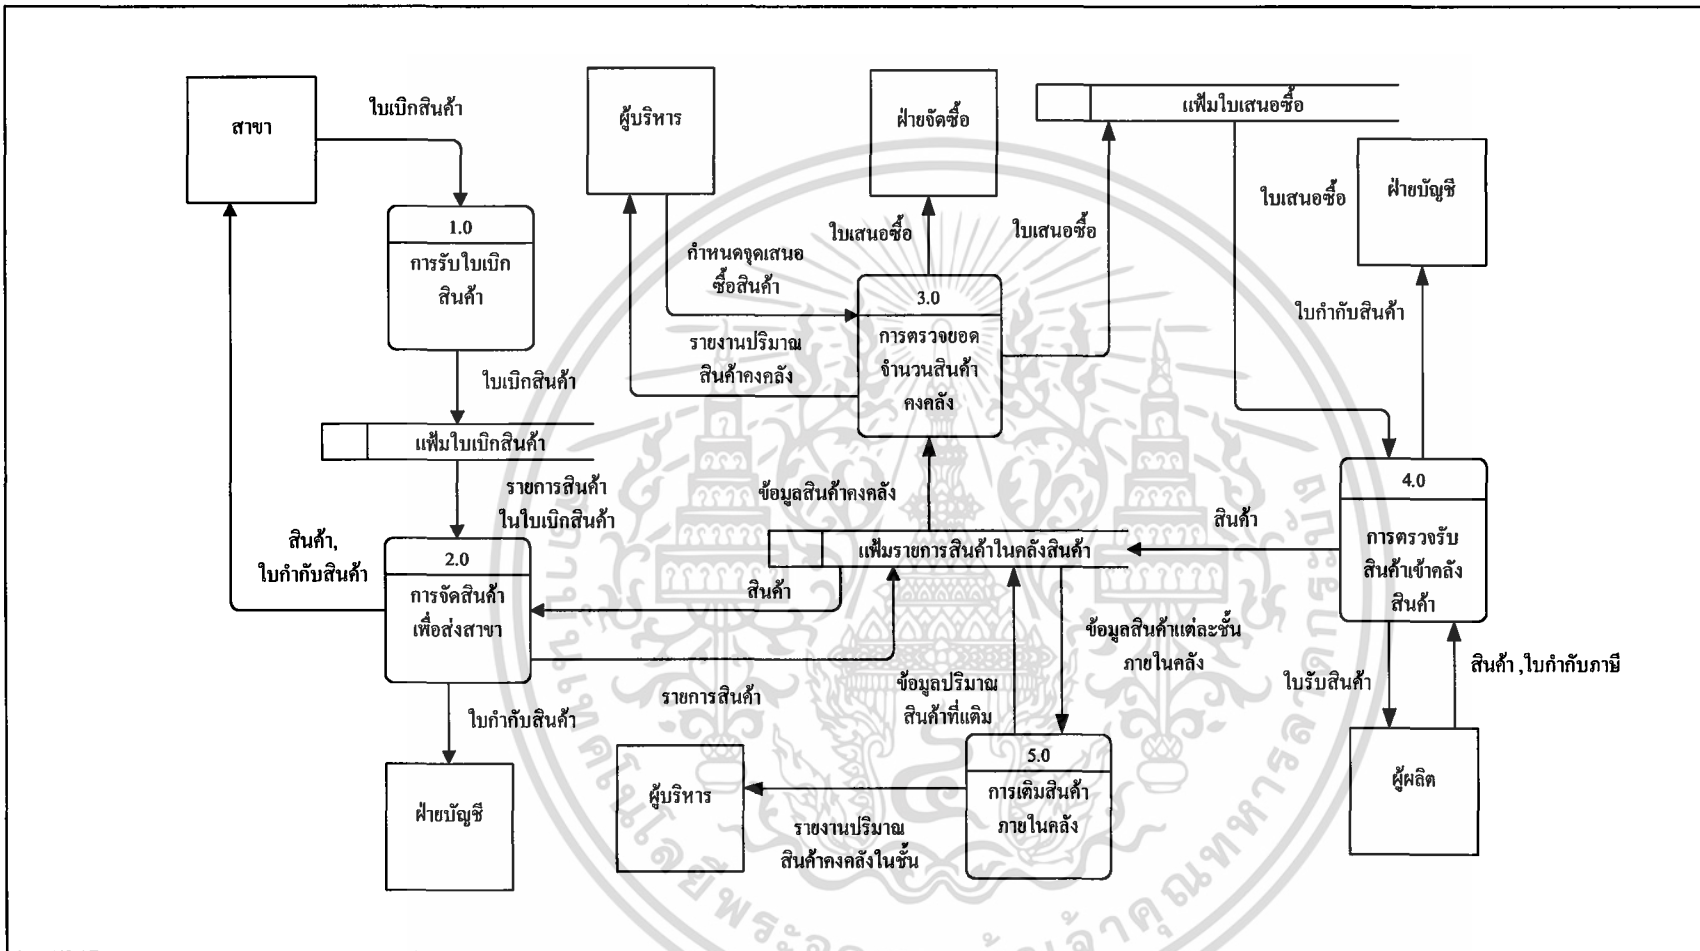 สาขา
ใบเบิกสินค้า
ผู้บริหาร
ฝ่ายจัดซื้อ
แฟ้มใบเสนอซื้อ
ฝ่ายบัญชี
1.0
การรับใบเบิก
สินค้า
กำหนดจุดเสนอ
ซื้อสินค้า
ใบเสนอซื้อ
ใบเสนอซื้อ
ใบเสนอซื้อ
3.0
การตรวจยอด
จำนวนสินค้า
คงคลัง
รายงานปริมาณ
สินค้าคงคลัง
ใบกำกับสินค้า
ใบเบิกสินค้า
แฟ้มใบเบิกสินค้า
รายการสินค้า
ในใบเบิกสินค้า
ข้อมูลสินค้าคงคลัง
สินค้า
4.0
การตรวจรับ
สินค้าเข้าคลัง
สินค้า
แฟ้มรายการสินค้าในคลังสินค้า
สินค้า,
ใบกำกับสินค้า
2.0
การจัดสินค้า
เพื่อส่งสาขา
สินค้า
รายการสินค้า
ข้อมูลปริมาณ
สินค้าที่เติม
ข้อมูลสินค้าแต่ละชั้น
ภายในคลัง
ใบรับสินค้า
สินค้า ,ใบกำกับภาษี
ใบกำกับสินค้า
ฝ่ายบัญชี
ผู้บริหาร
5.0
การเติมสินค้า
ภายในคลัง
รายงานปริมาณ
สินค้าคงคลังในชั้น
ผู้ผลิต